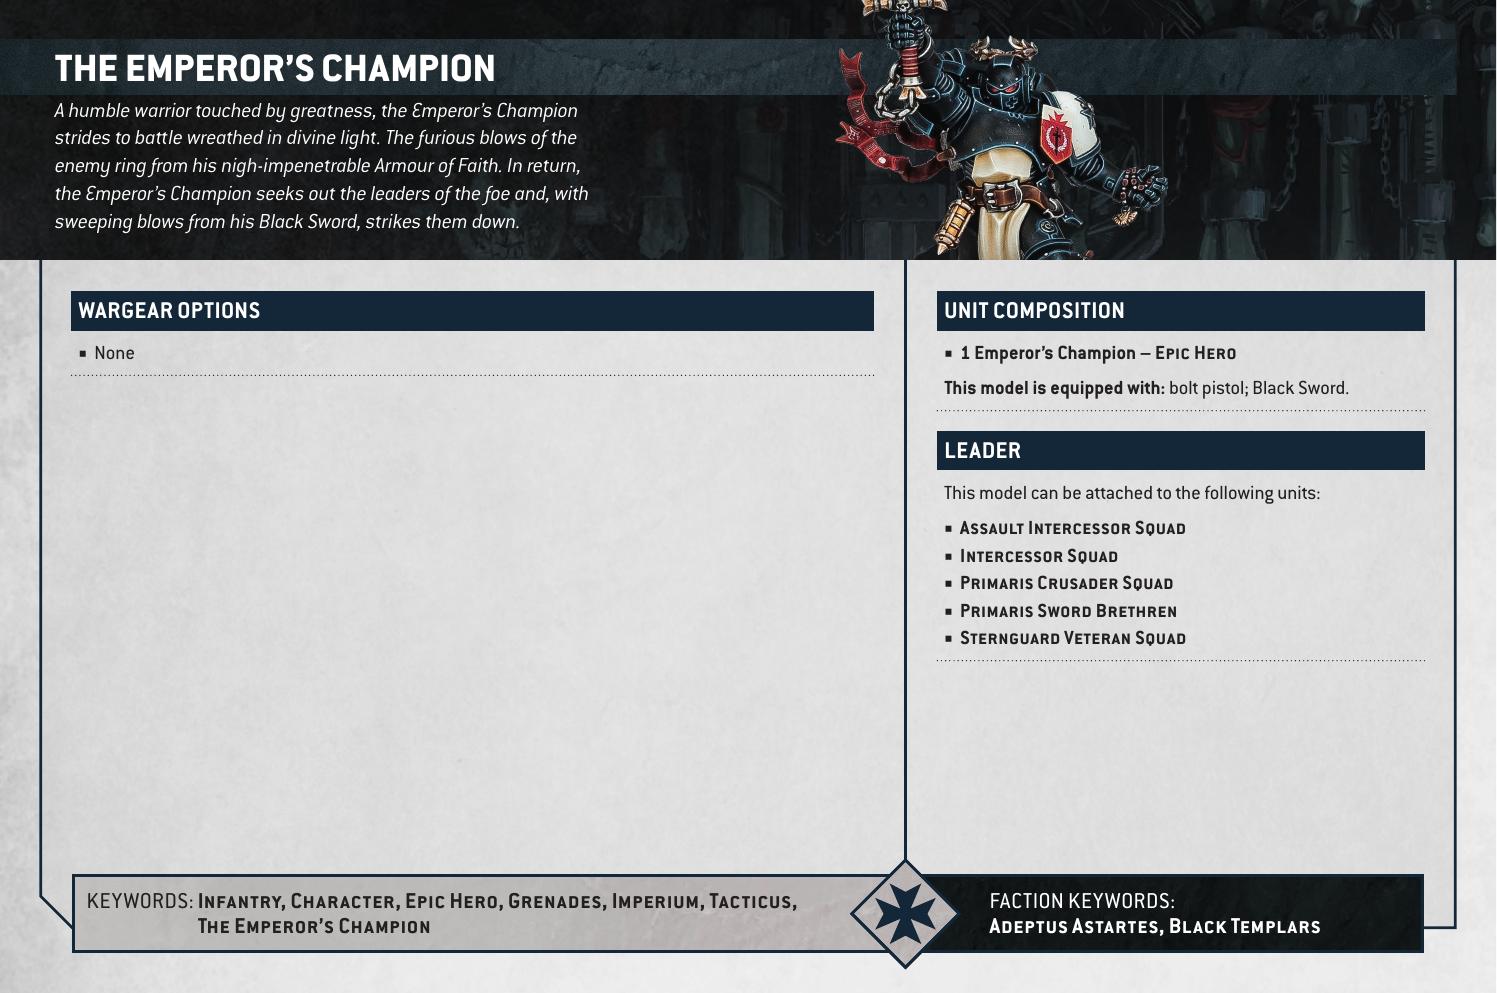 THE EMPEROR’S CHAMPION
A humble warrior touched by greatness, the Emperor’s Champion
strides to battle wreathed in divine light. The furious blows of the
enemy ring from his nigh-impenetrable Armour of Faith. In return,
the Emperor’s Champion seeks out the leaders of the foe and, with
sweeping blows from his Black Sword, strikes them down.
WARGEAR OPTIONS
▪ None
UNIT COMPOSITION
▪ 1 Emperor’s Champion – Epic Hero
This model is equipped with: bolt pistol; Black Sword.
LEADER
This model can be attached to the following units:
▪ Assault Intercessor Squad
▪ Intercessor Squad
▪ Primaris Crusader Squad
▪ Primaris Sword Brethren
▪ Sternguard Veteran Squad
KEYWORDS: Infantry, Character, Epic Hero, Grenades, Imperium, Tacticus,
The Emperor’s Champion
FACTION KEYWORDS:
Adeptus Astartes, Black Templars